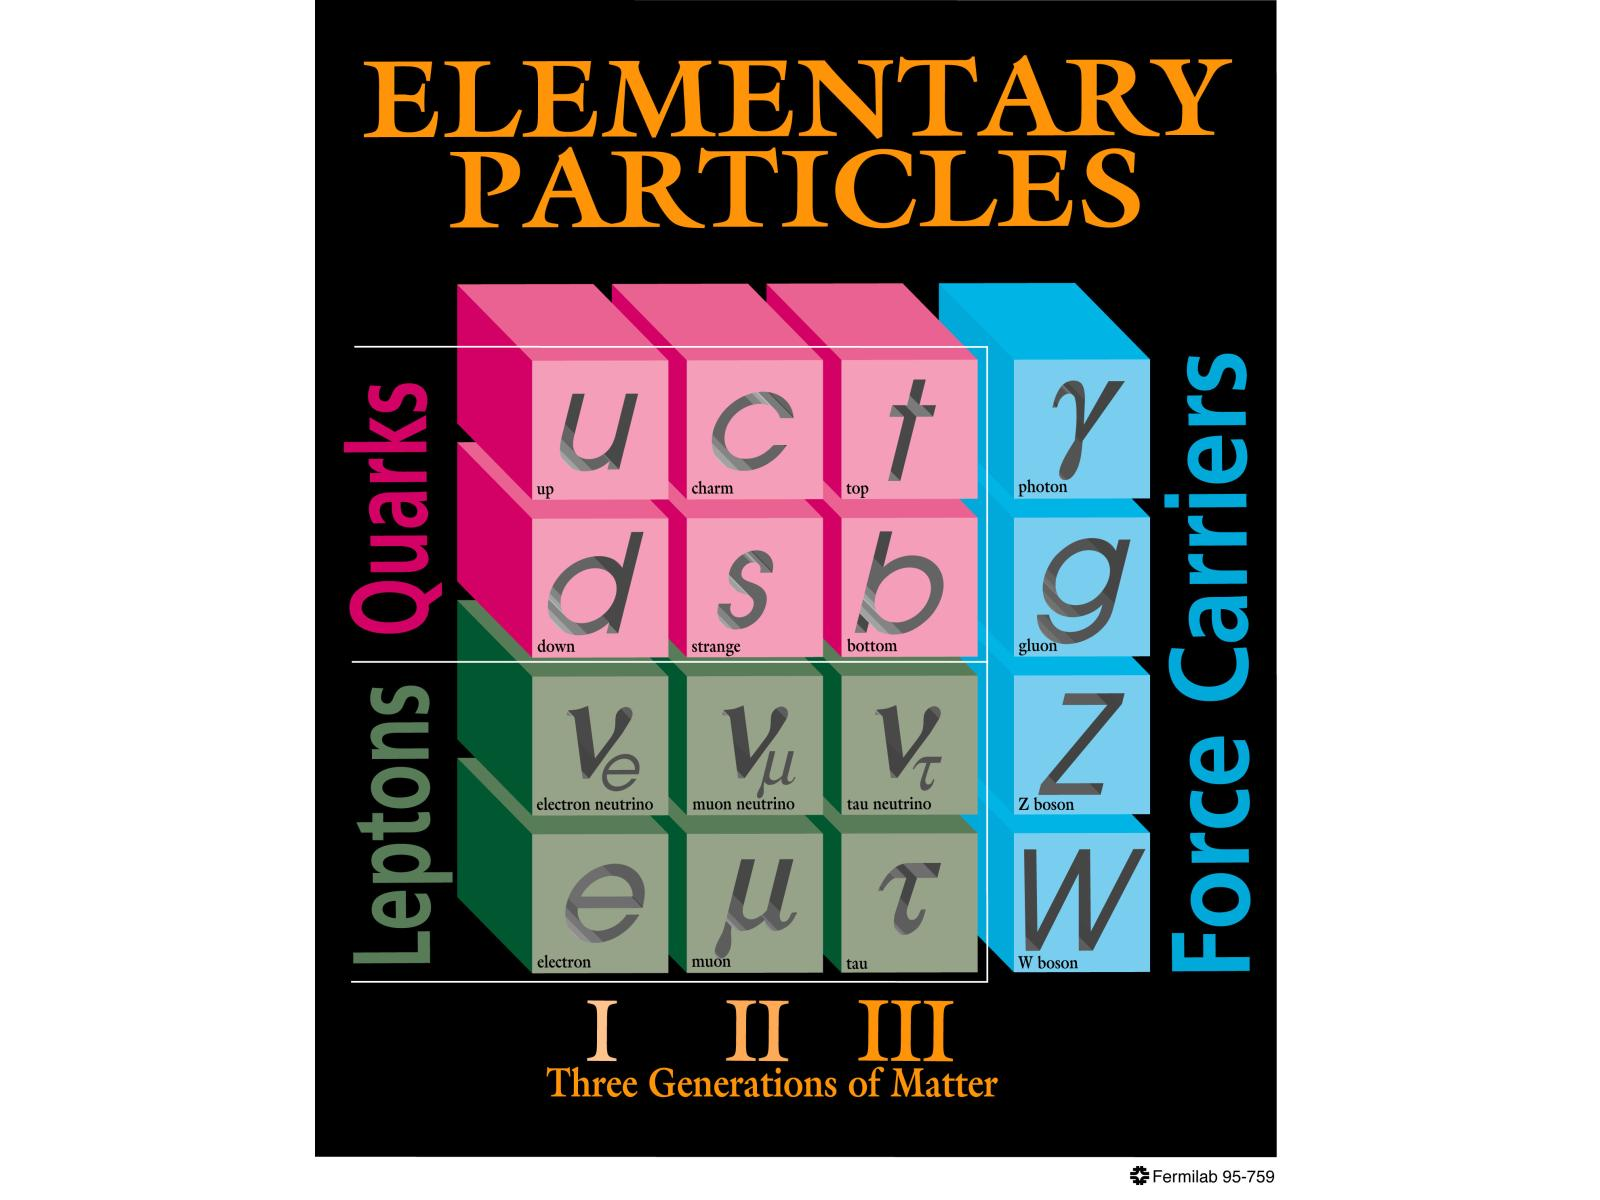 ELEMENTARY
PARTICLES
Quarks
Leptons
Force Carriers
u
up
c
charm
t
top
γ
photon
d
down
s
strange
b
bottom
g
gluon
νe
electron neutrino
νμ
muon neutrino
ντ
tau neutrino
Z
Z boson
e
electron
μ
muon
τ
tau
W
W boson
I II III
Three Generations of Matter
Fermilab 95-759